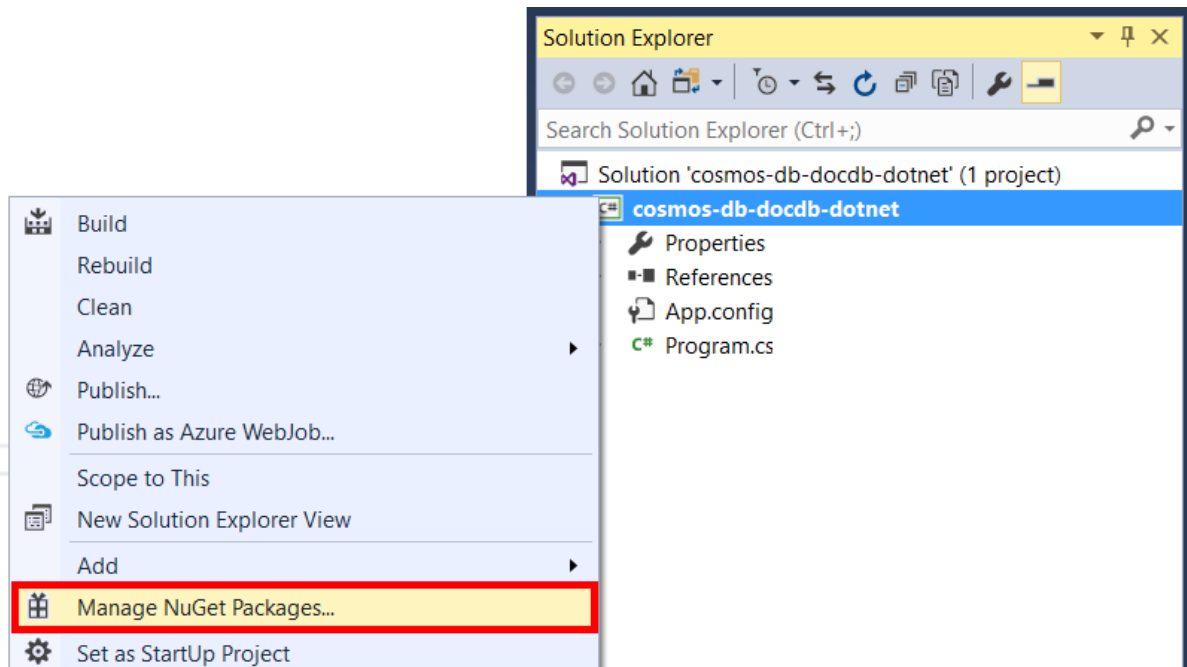 Solution Explorer
Search Solution Explorer (Ctrl+;)
Solution 'cosmos-db-docdb-dotnet' (1 project)
C# cosmos-db-docdb-dotnet
Properties
References
App.config
C# Program.cs
Build
Rebuild
Clean
Analyze
Publish...
Publish as Azure WebJob...
Scope to This
New Solution Explorer View
Add
Manage NuGet Packages...
Set as StartUp Project